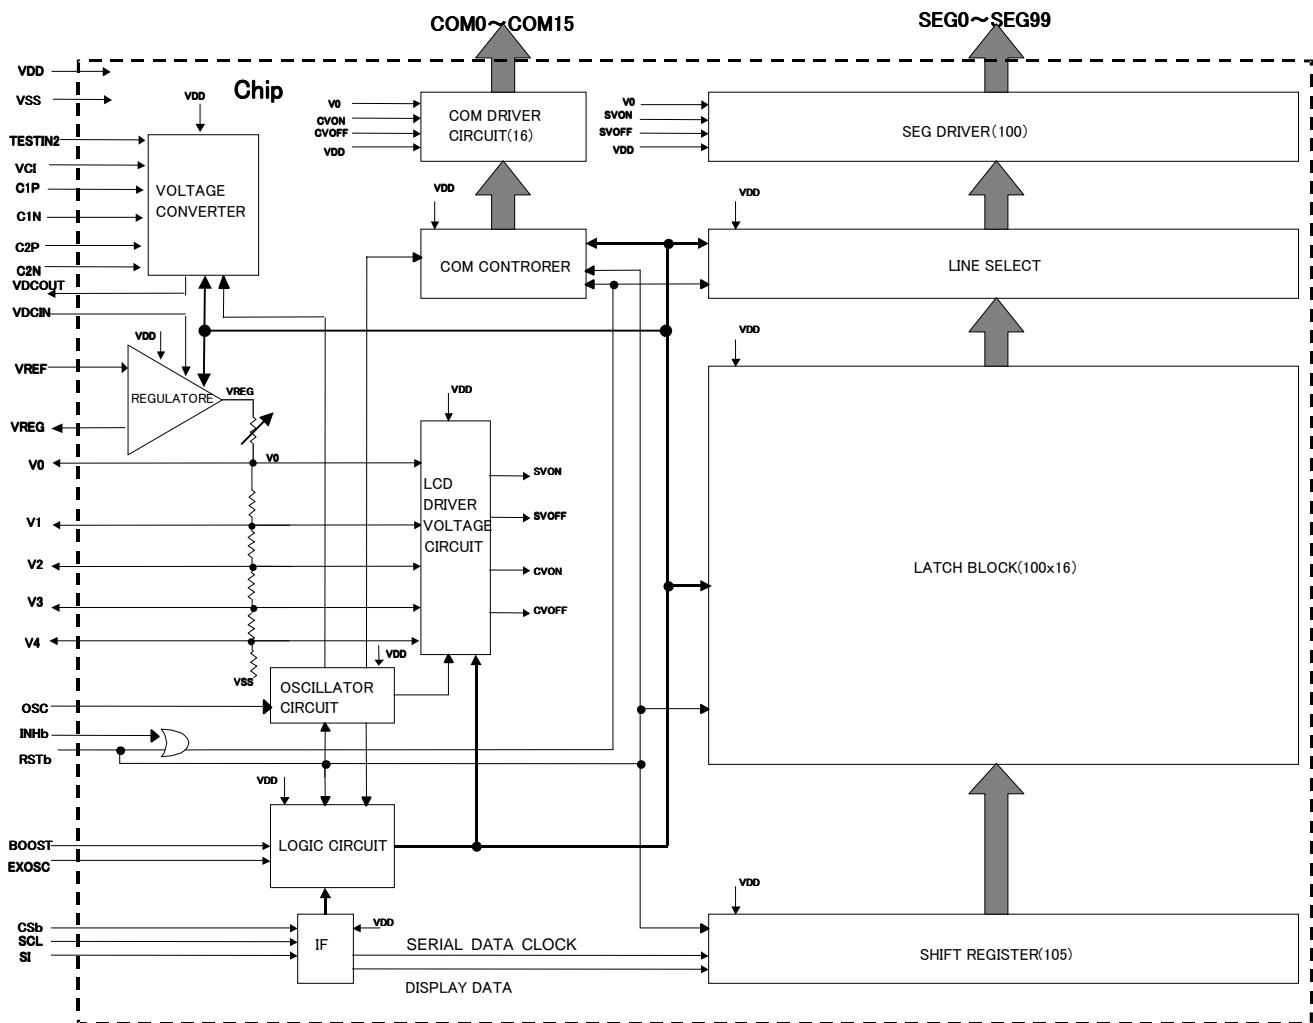 COM0～COM15
SEG0～SEG99
VDD
VSS
Chip
VDD
V0
CVON
CVOFF
VDD
COM DRIVER
CIRCUIT(16)
V0
SVON
SVOFF
VDD
SEG DRIVER(100)
TESTIN2
VCI
C1P
C1N
C2P
C2N
VOLTAGE
CONVERTER
VDD
COM CONTRORER
VDD
LINE SELECT
VDCOUT
VDCIN
VDD
VREF
REGULATORE
VREG
VREG
VDD
VDD
V0
V0
V1
V2
V3
V4
LCD
DRIVER
VOLTAGE
CIRCUIT
SVON
SVOFF
CVON
CVOFF
LATCH BLOCK(100x16)
VSS
VDD
OSC
OSCILLATOR
CIRCUIT
INHb
RSTb
VDD
BOOST
EXOSC
LOGIC CIRCUIT
VDD
CSb
SCL
SI
IF
VDD
SERIAL DATA CLOCK
DISPLAY DATA
SHIFT REGISTER(105)